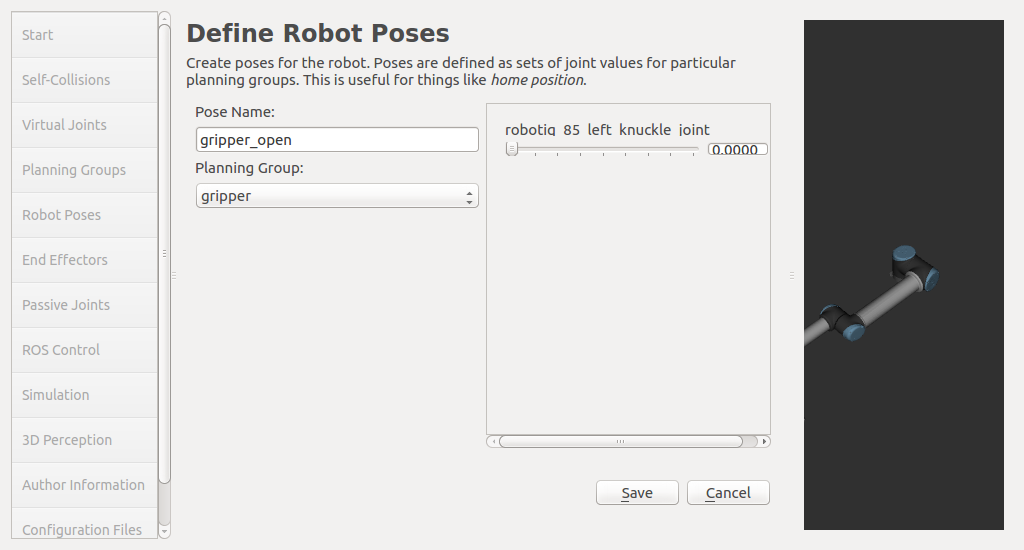 Start
Self-Collisions
Virtual Joints
Planning Groups
Robot Poses
End Effectors
Passive Joints
ROS Control
Simulation
3D Perception
Author Information
Configuration Files
Define Robot Poses
Create poses for the robot. Poses are defined as sets of joint values for particular
planning groups. This is useful for things like home position.
Pose Name:
gripper_open
Planning Group:
gripper
robotiq_85_left_knuckle_joint
0.0000
Save
Cancel